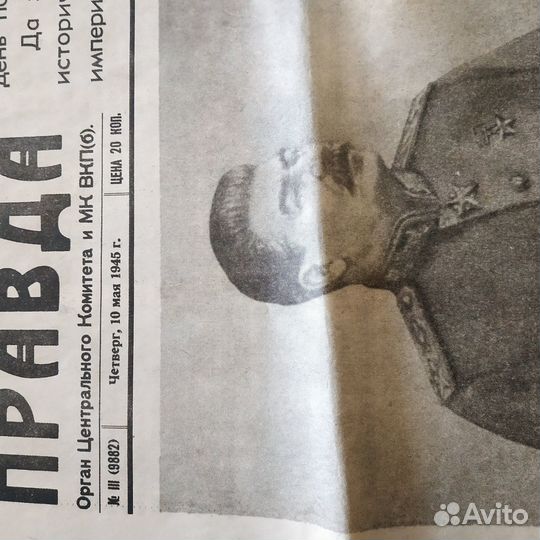 день по
Да з
историч
импери
ПРАВДА
Орган Центрального Комитета и МК ВКП(б).
№ 111 (9882) Четверг, 10 мая 1945 г. ЦЕНА 20 КОП.
Avito